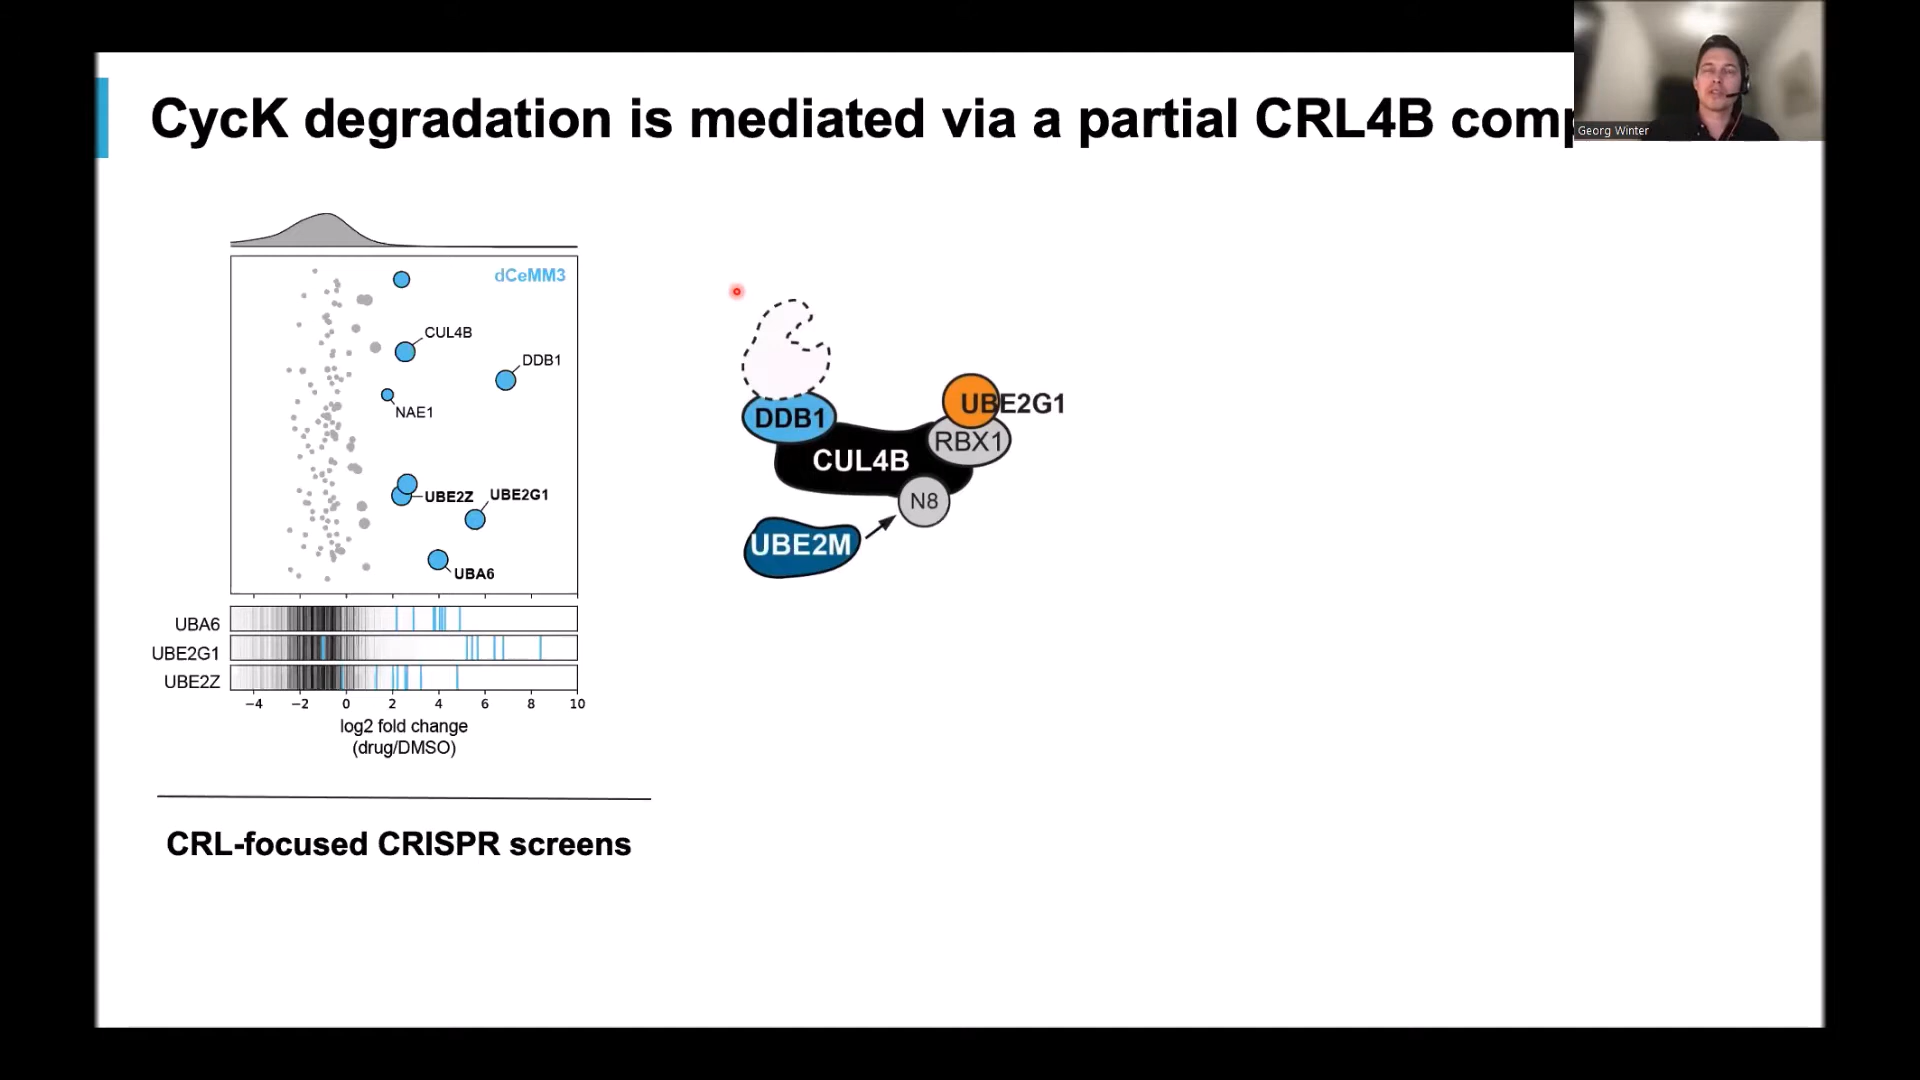 CycK degradation is mediated via a partial CRL4B comp
Georg Winter
dCeMM3
CUL4B
DDB1
NAE1
UBE2Z
UBE2G1
UBA6
UBA6
UBE2G1
UBE2Z
−4 −2 0 2 4 6 8 10
log2 fold change
(drug/DMSO)
CRL-focused CRISPR screens
DDB1
CUL4B
UBE2G1
RBX1
N8
UBE2M